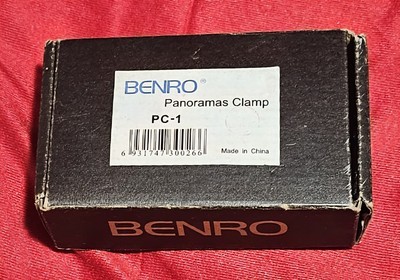 BENRO®
Panoramas Clamp
PC-1
6 931747 300266
Made in China
BENRO